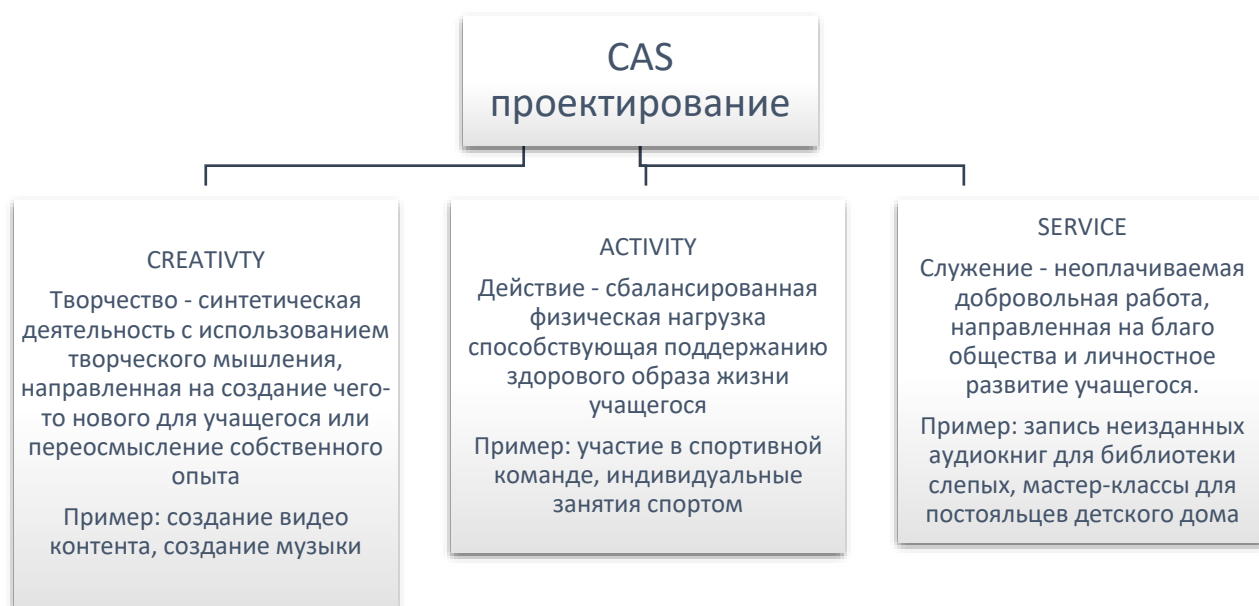 CAS
проектирование
CREATIVTY
Творчество - синтетическая
деятельность с использованием
творческого мышления,
направленная на создание чего-
то нового для учащегося или
переосмысление собственного
опыта
Пример: создание видео
контента, создание музыки
ACTIVITY
Действие - сбалансированная
физическая нагрузка
способствующая поддержанию
здорового образа жизни
учащегося
Пример: участие в спортивной
команде, индивидуальные
занятия спортом
SERVICE
Служение - неоплачиваемая
добровольная работа,
направленная на благо
общества и личностное
развитие учащегося.
Пример: запись неизданных
аудиокниг для библиотеки
слепых, мастер-классы для
постояльцев детского дома